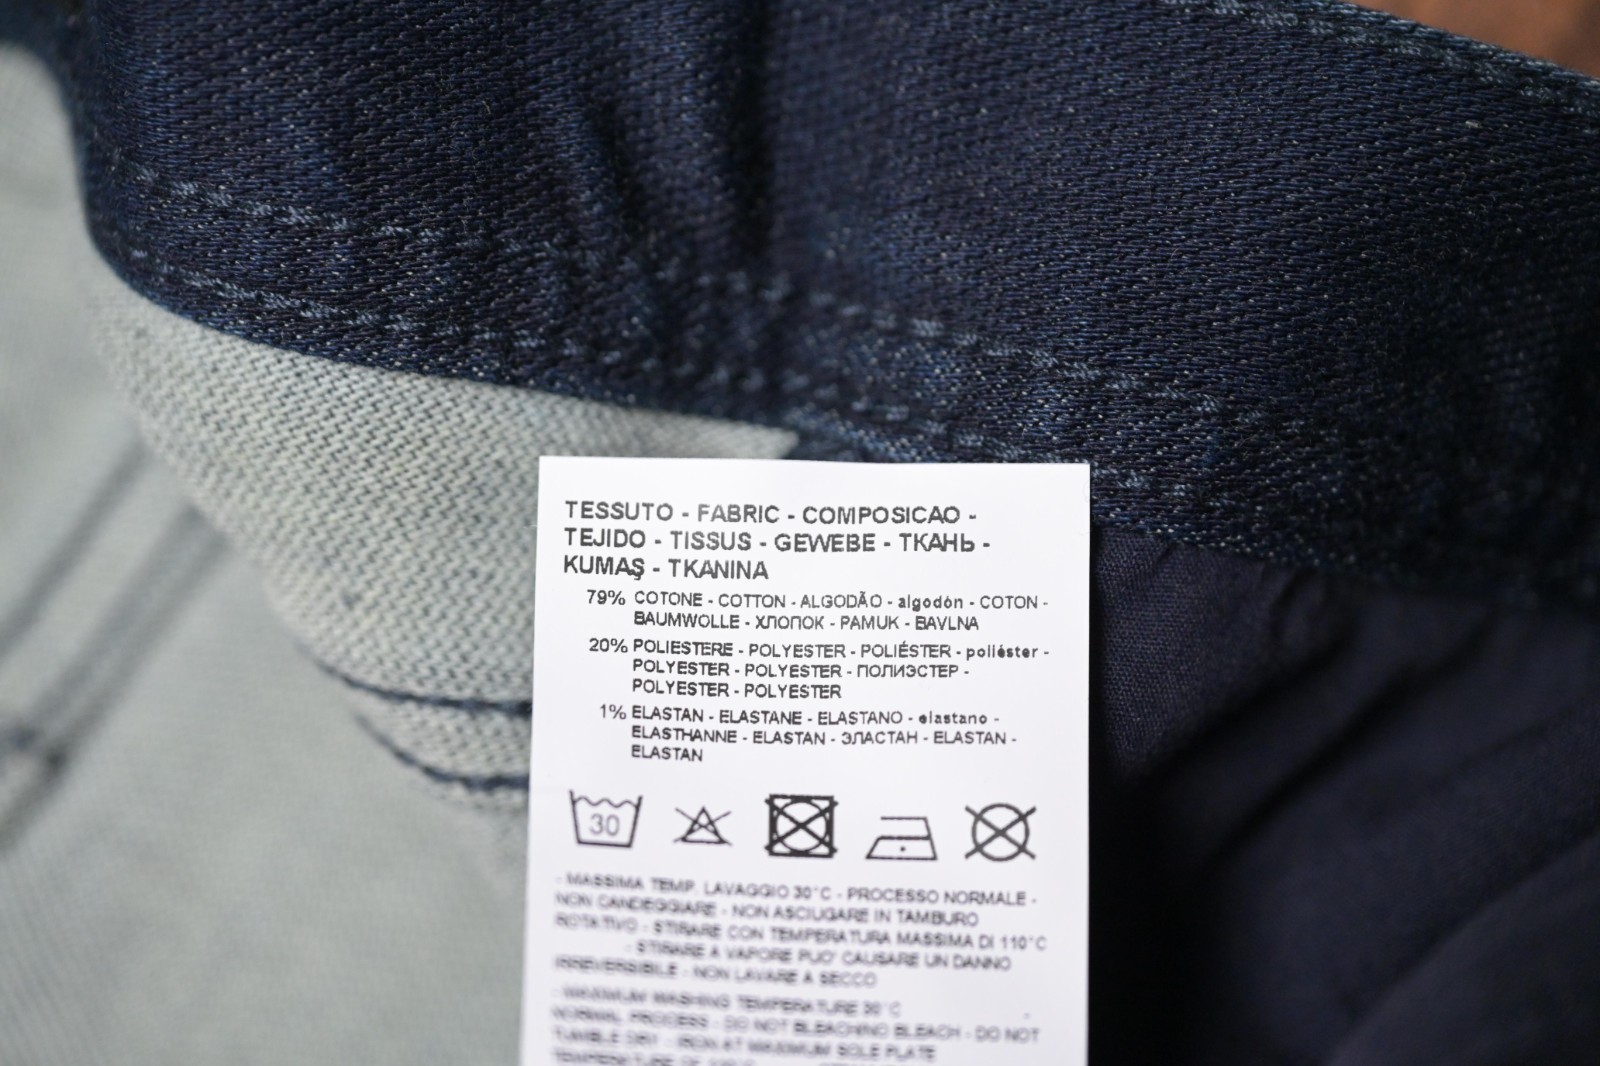 TESSUTO - FABRIC - COMPOSICAO -
TEJIDO - TISSUS - GEWEBE - ТКАНЬ -
KUMAŞ - TKANINA
79% COTONE - COTTON - ALGODÃO - algodón - COTON -
BAUMWOLLE - ХЛОПОК - PAMUK - BAVLNA
20% POLIESTERE - POLYESTER - POLIÉSTER - poliéster -
POLYESTER - POLYESTER - ПОЛИЭСТЕР -
POLYESTER - POLYESTER
1% ELASTAN - ELASTANE - ELASTANO - elastano -
ELASTHANNE - ELASTAN - ЭЛАСТАН - ELASTAN -
ELASTAN
30
- MASSIMA TEMP. LAVAGGIO 30°C - PROCESSO NORMALE -
NON CANDEGGIARE - NON ASCIUGARE IN TAMBURO
ROTATIVO - STIRARE CON TEMPERATURA MASSIMA DI 110°C
- STIRARE A VAPORE PUO' CAUSARE UN DANNO
IRREVERSIBILE - NON LAVARE A SECCO
- MAXIMUM WASHING TEMPERATURE 30°C
NORMAL PROCESS - DO NOT BLEACHING BLEACH - DO NOT
TUMBLE DRY - IRON AT MAXIMUM SOLE PLATE
TEMPERATURE OF 110°C